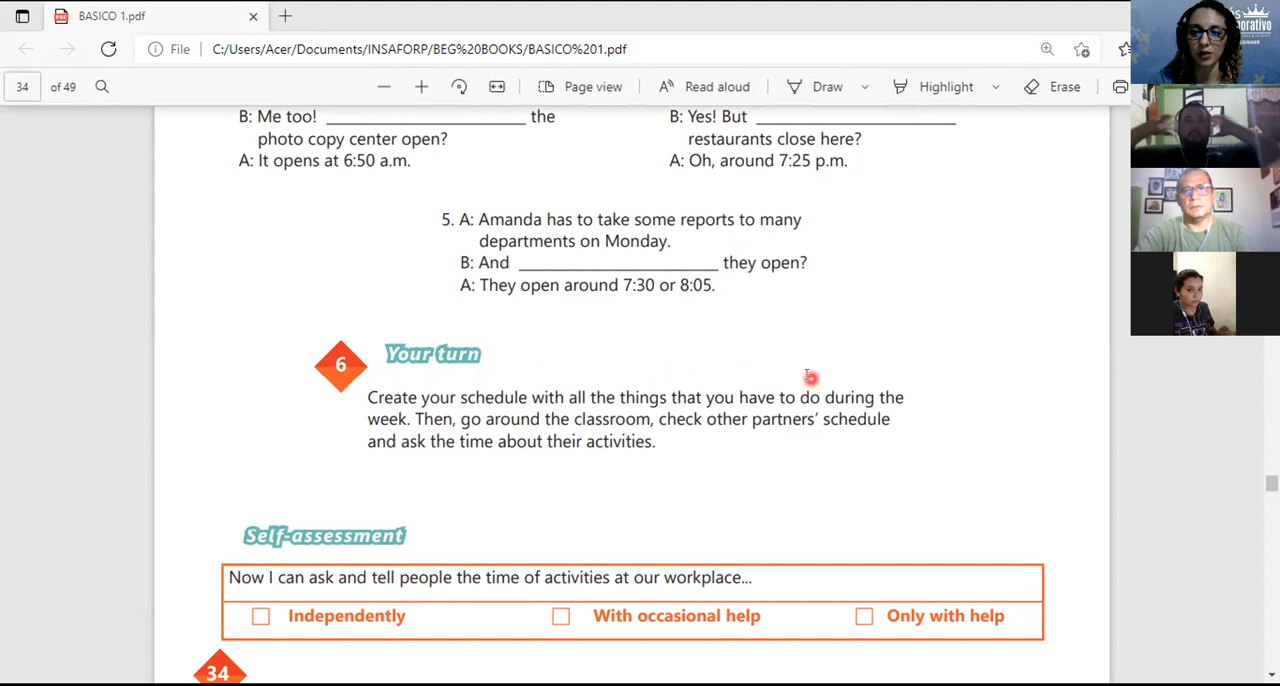 BASICO 1.pdf
File C:/Users/Acer/Documents/INSAFORP/BEG%20BOOKS/BASICO%201.pdf
34 of 49 Page view Read aloud Draw Highlight Erase
B: Me too! ______________________ the
photo copy center open?
A: It opens at 6:50 a.m.
B: Yes! But ______________________
restaurants close here?
A: Oh, around 7:25 p.m.
5. A: Amanda has to take some reports to many
departments on Monday.
B: And ______________________ they open?
A: They open around 7:30 or 8:05.
6 Your turn
Create your schedule with all the things that you have to do during the
week. Then, go around the classroom, check other partners’ schedule
and ask the time about their activities.
Self-assessment
Now I can ask and tell people the time of activities at our workplace...
Independently With occasional help Only with help
34